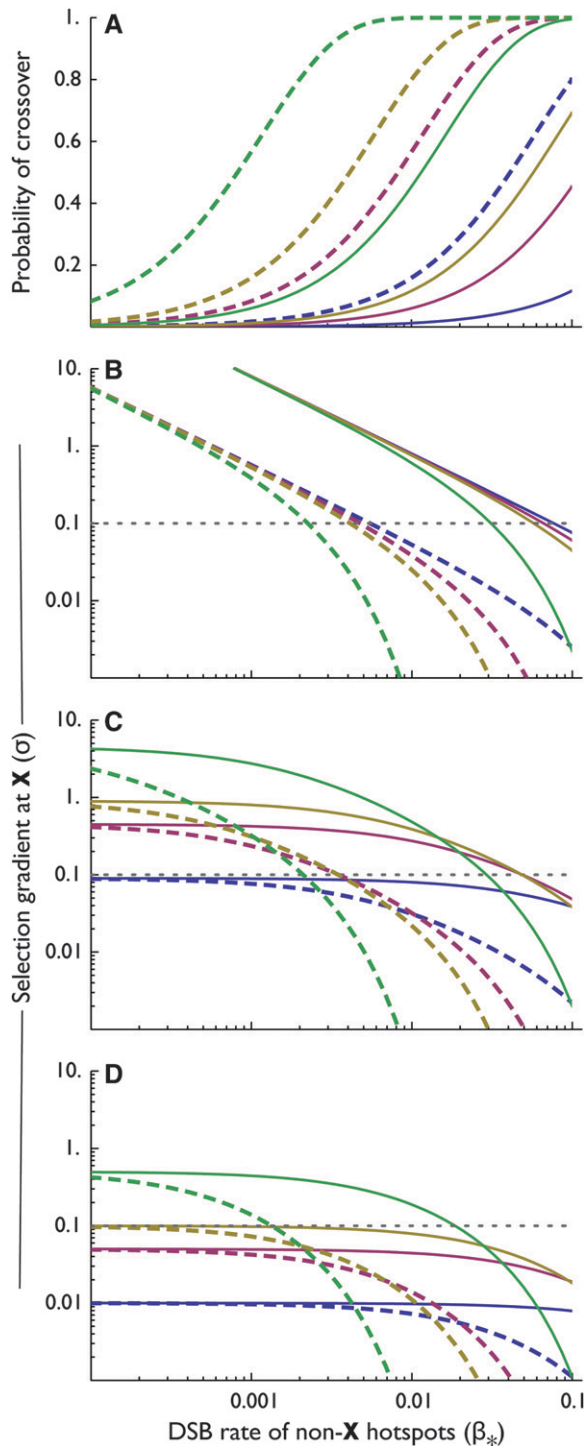 A
1.
0.8
0.6
0.4
0.2
Probability of crossover
B
10.
1.
0.1
0.01
C
10.
1.
0.1
0.01
Selection gradient at X (σ)
D
10.
1.
0.1
0.01
0.001 0.01 0.1
DSB rate of non-X hotspots (β*)